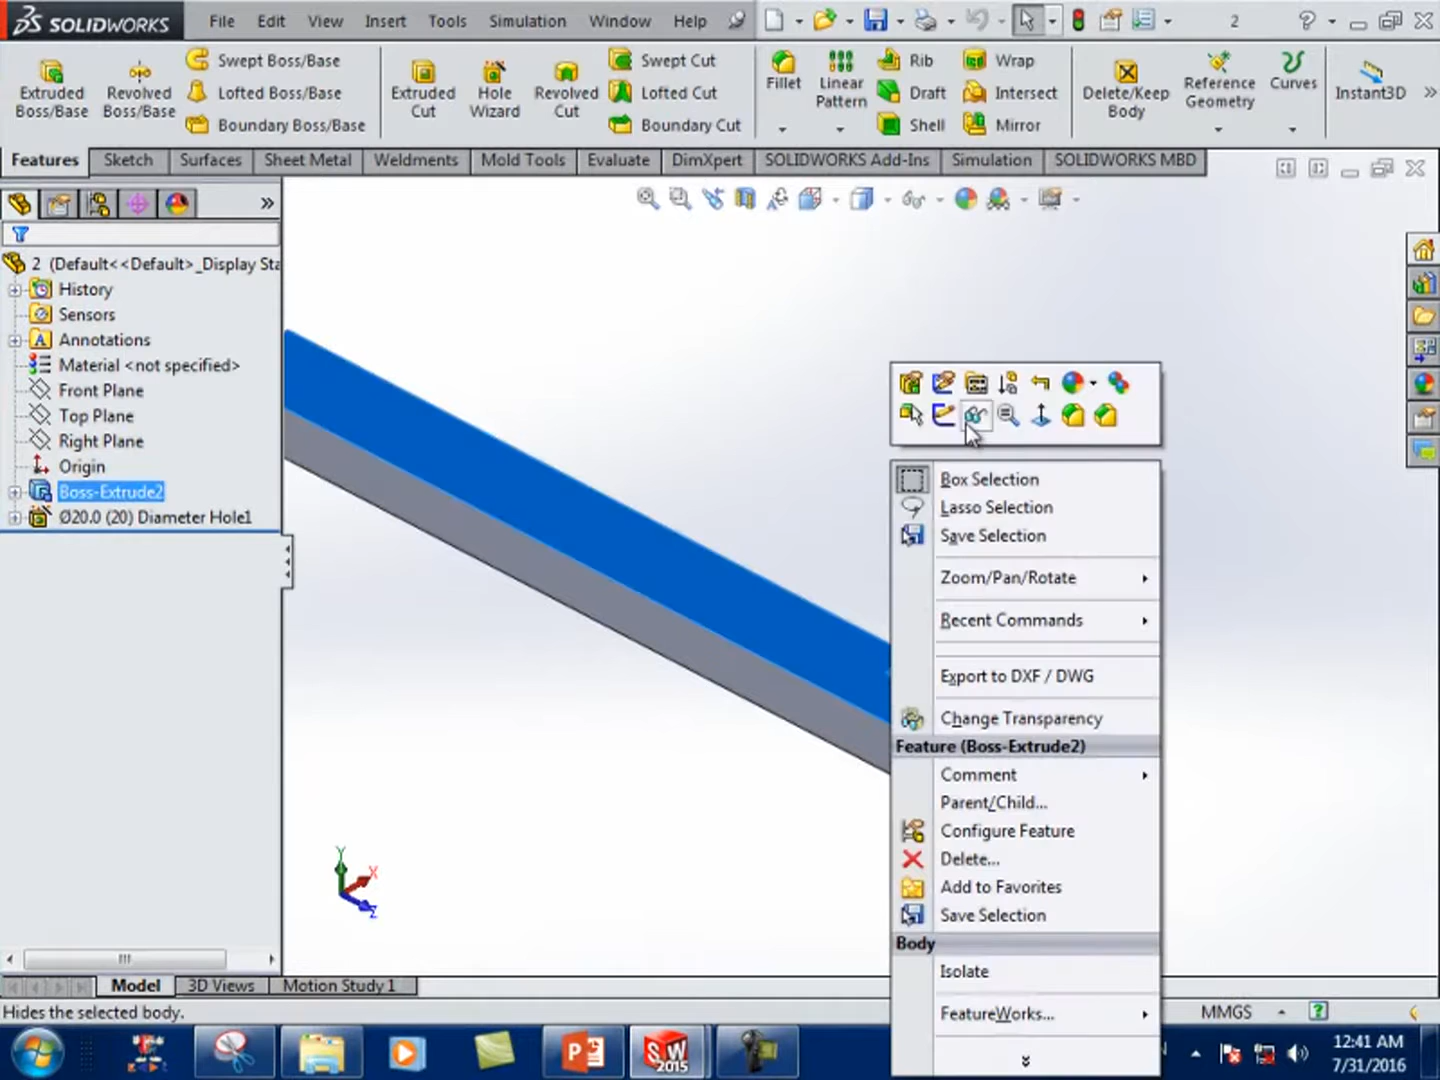 SOLIDWORKS File Edit View Insert Tools Simulation Window Help 2
Extruded Boss/Base
Revolved Boss/Base
Swept Boss/Base
Lofted Boss/Base
Boundary Boss/Base
Extruded Cut
Hole Wizard
Revolved Cut
Swept Cut
Lofted Cut
Boundary Cut
Fillet
Linear Pattern
Rib
Draft
Shell
Wrap
Intersect
Mirror
Delete/Keep Body
Reference Geometry
Curves
Instant3D
Features Sketch Surfaces Sheet Metal Weldments Mold Tools Evaluate DimXpert SOLIDWORKS Add-Ins Simulation SOLIDWORKS MBD
2 (Default<<Default>_Display Sta
History
Sensors
Annotations
Material <not specified>
Front Plane
Top Plane
Right Plane
Origin
Boss-Extrude2
Ø20.0 (20) Diameter Hole1
Box Selection
Lasso Selection
Save Selection
Zoom/Pan/Rotate
Recent Commands
Export to DXF / DWG
Change Transparency
Feature (Boss-Extrude2)
Comment
Parent/Child...
Configure Feature
Delete...
Add to Favorites
Save Selection
Body
Isolate
FeatureWorks...
Y
X
Z
Model 3D Views Motion Study 1
Hides the selected body.
MMGS
SW 2015
12:41 AM
7/31/2016